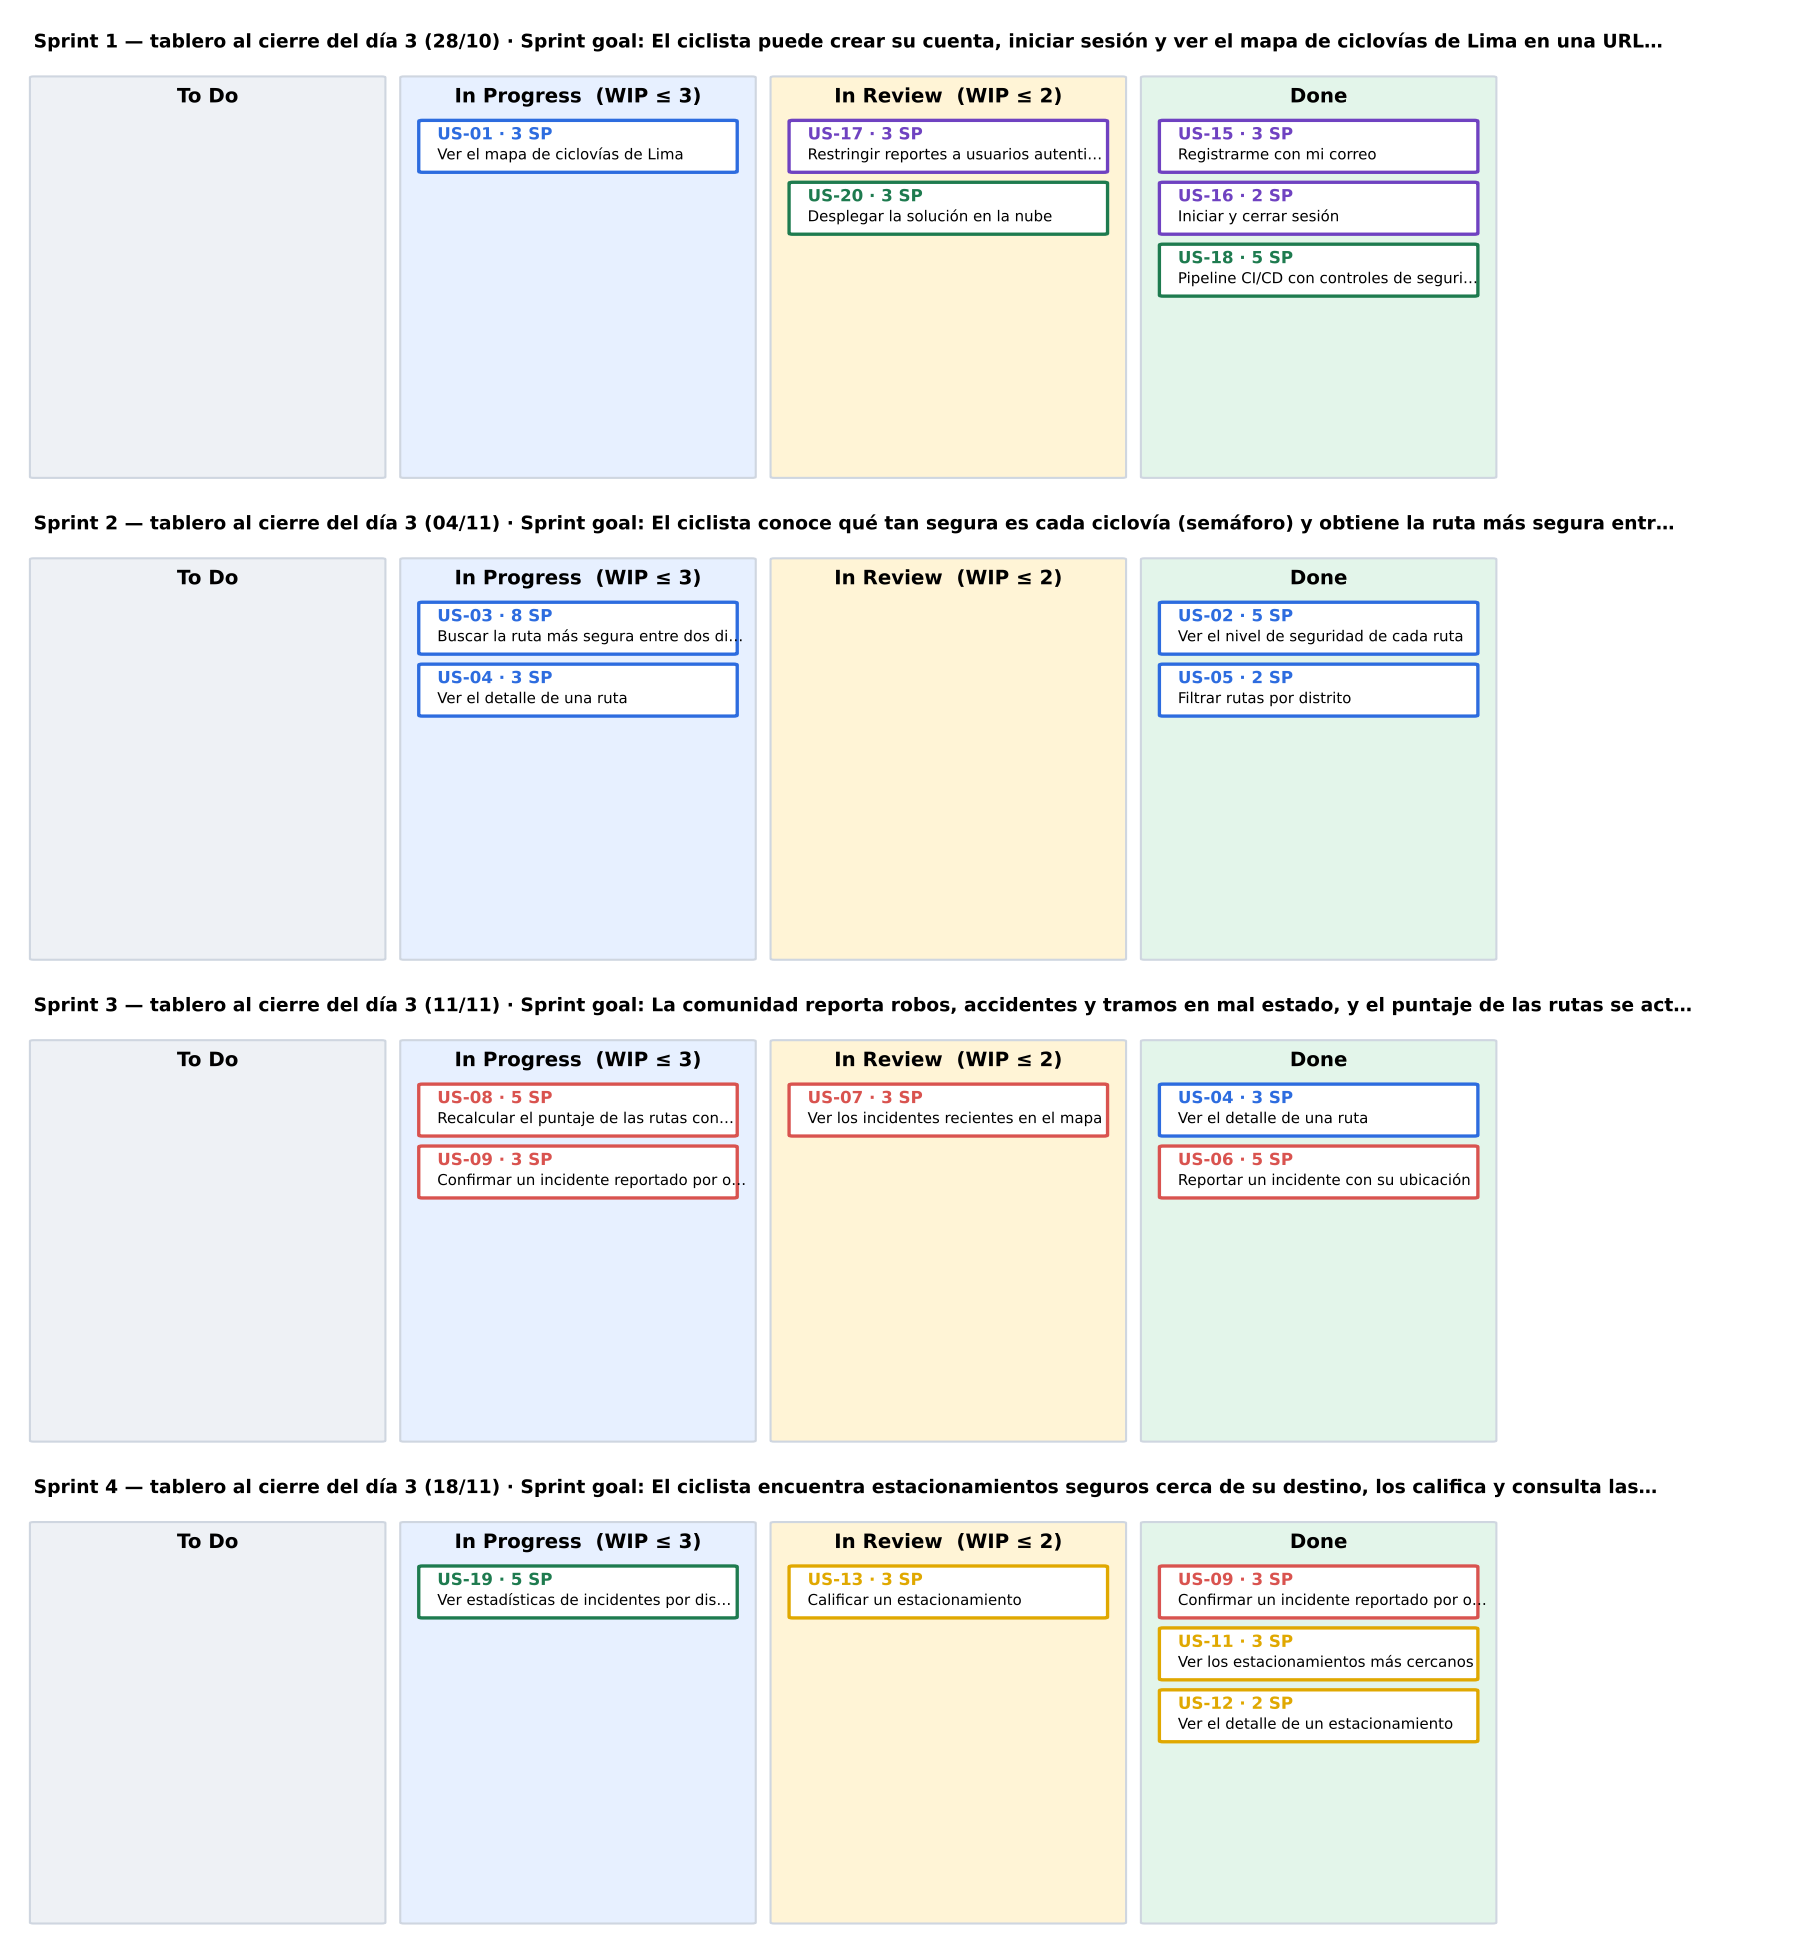 Sprint 1 — tablero al cierre del día 3 (28/10) · Sprint goal: El ciclista puede crear su cuenta, iniciar sesión y ver el mapa de ciclovías de Lima en una URL…
To Do
In Progress (WIP ≤ 3)
US-01 · 3 SP
Ver el mapa de ciclovías de Lima
In Review (WIP ≤ 2)
US-17 · 3 SP
Restringir reportes a usuarios autenti…
US-20 · 3 SP
Desplegar la solución en la nube
Done
US-15 · 3 SP
Registrarme con mi correo
US-16 · 2 SP
Iniciar y cerrar sesión
US-18 · 5 SP
Pipeline CI/CD con controles de seguri…
Sprint 2 — tablero al cierre del día 3 (04/11) · Sprint goal: El ciclista conoce qué tan segura es cada ciclovía (semáforo) y obtiene la ruta más segura entr…
To Do
In Progress (WIP ≤ 3)
US-03 · 8 SP
Buscar la ruta más segura entre dos di…
US-04 · 3 SP
Ver el detalle de una ruta
In Review (WIP ≤ 2)
Done
US-02 · 5 SP
Ver el nivel de seguridad de cada ruta
US-05 · 2 SP
Filtrar rutas por distrito
Sprint 3 — tablero al cierre del día 3 (11/11) · Sprint goal: La comunidad reporta robos, accidentes y tramos en mal estado, y el puntaje de las rutas se act…
To Do
In Progress (WIP ≤ 3)
US-08 · 5 SP
Recalcular el puntaje de las rutas con…
US-09 · 3 SP
Confirmar un incidente reportado por o…
In Review (WIP ≤ 2)
US-07 · 3 SP
Ver los incidentes recientes en el mapa
Done
US-04 · 3 SP
Ver el detalle de una ruta
US-06 · 5 SP
Reportar un incidente con su ubicación
Sprint 4 — tablero al cierre del día 3 (18/11) · Sprint goal: El ciclista encuentra estacionamientos seguros cerca de su destino, los califica y consulta las…
To Do
In Progress (WIP ≤ 3)
US-19 · 5 SP
Ver estadísticas de incidentes por dis…
In Review (WIP ≤ 2)
US-13 · 3 SP
Calificar un estacionamiento
Done
US-09 · 3 SP
Confirmar un incidente reportado por o…
US-11 · 3 SP
Ver los estacionamientos más cercanos
US-12 · 2 SP
Ver el detalle de un estacionamiento